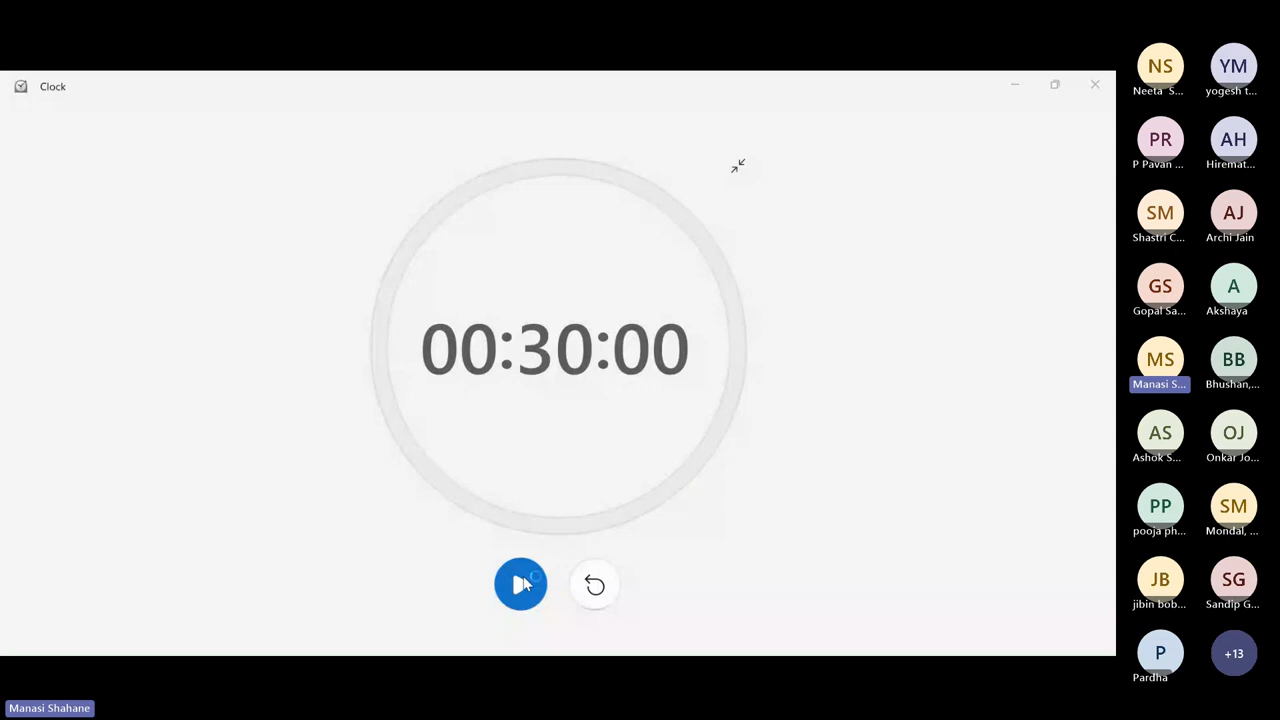 Clock
00:30:00
NS
Neeta S...
YM
yogesh t...
PR
P Pavan ...
AH
Hiremat...
SM
Shastri C...
AJ
Archi Jain
GS
Gopal Sa...
A
Akshaya
MS
Manasi S...
BB
Bhushan,...
AS
Ashok S...
OJ
Onkar Jo...
PP
pooja ph...
SM
Mondal, ...
JB
jibin bob...
SG
Sandip G...
P
Pardha
+13
Manasi Shahane